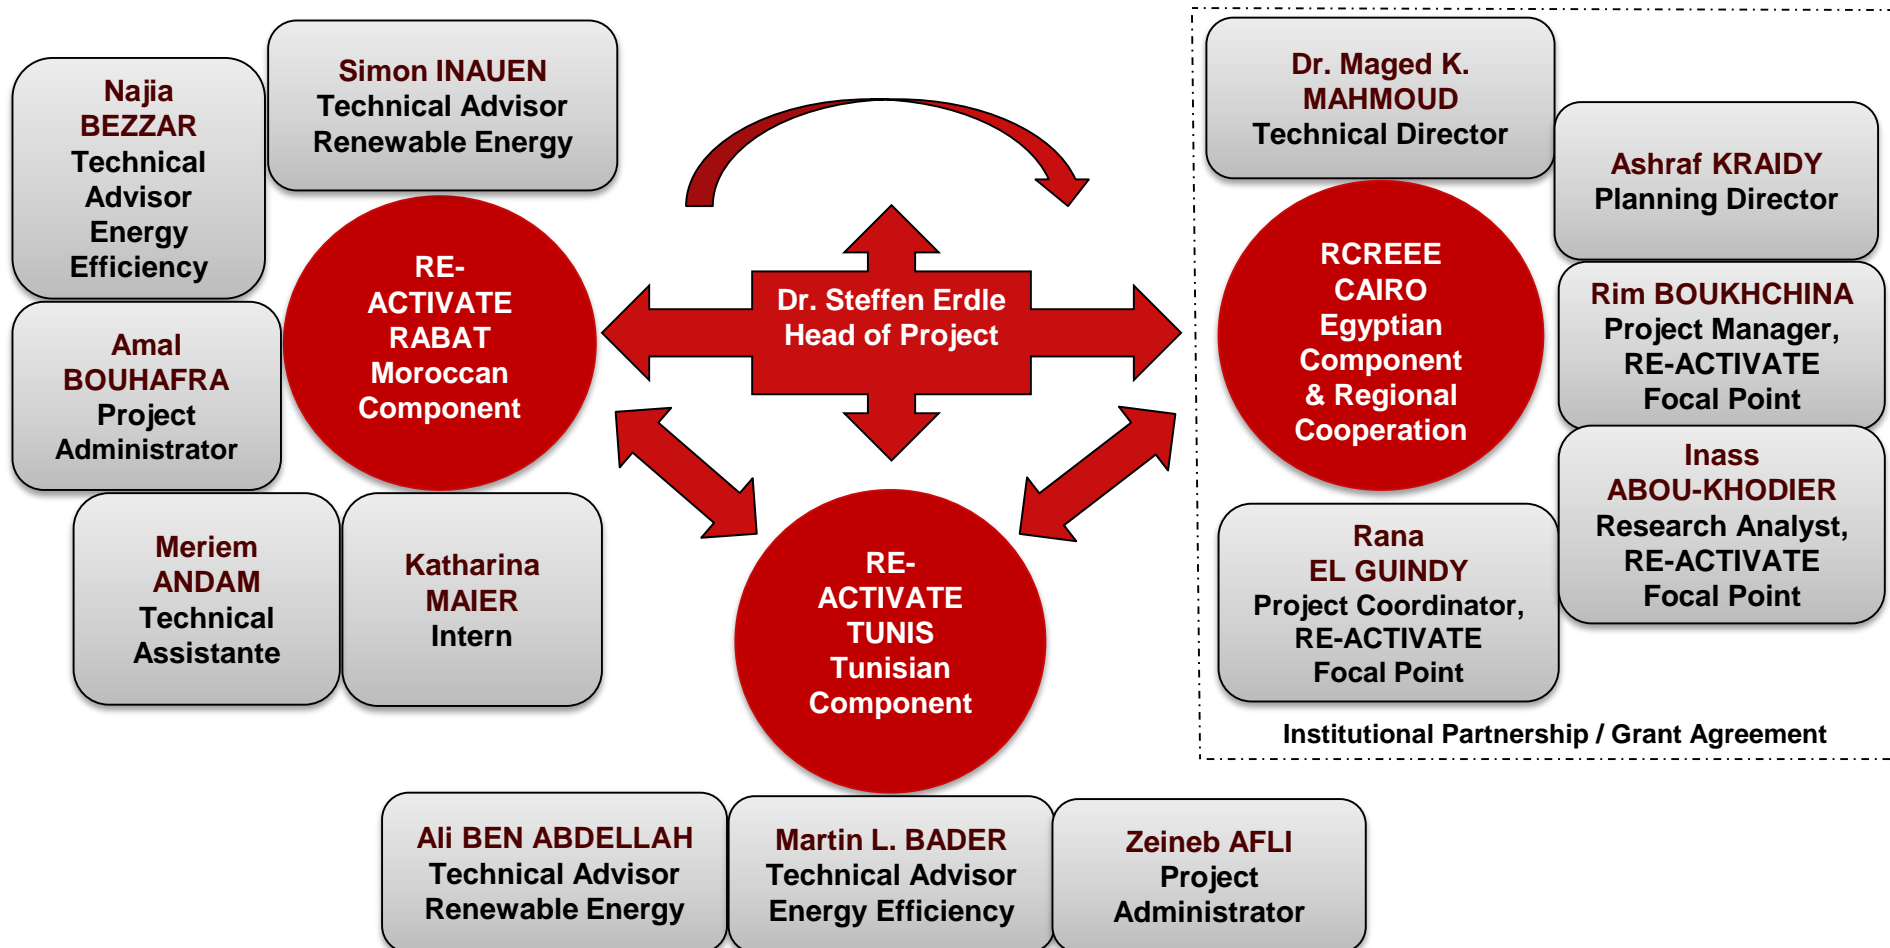 Najia
BEZZAR
Technical
Advisor
Energy
Efficiency
Simon INAUEN
Technical Advisor
Renewable Energy
RE-
ACTIVATE
RABAT
Moroccan
Component
Amal
BOUHAFRA
Project
Administrator
Meriem
ANDAM
Technical
Assistante
Katharina
MAIER
Intern
Dr. Steffen Erdle
Head of Project
RE-
ACTIVATE
TUNIS
Tunisian
Component
Ali BEN ABDELLAH
Technical Advisor
Renewable Energy
Martin L. BADER
Technical Advisor
Energy Efficiency
Zeineb AFLI
Project
Administrator
Dr. Maged K.
MAHMOUD
Technical Director
Ashraf KRAIDY
Planning Director
RCREEE
CAIRO
Egyptian
Component
& Regional
Cooperation
Rim BOUKHCHINA
Project Manager,
RE-ACTIVATE
Focal Point
Inass
ABOU-KHODIER
Research Analyst,
RE-ACTIVATE
Focal Point
Rana
EL GUINDY
Project Coordinator,
RE-ACTIVATE
Focal Point
Institutional Partnership / Grant Agreement